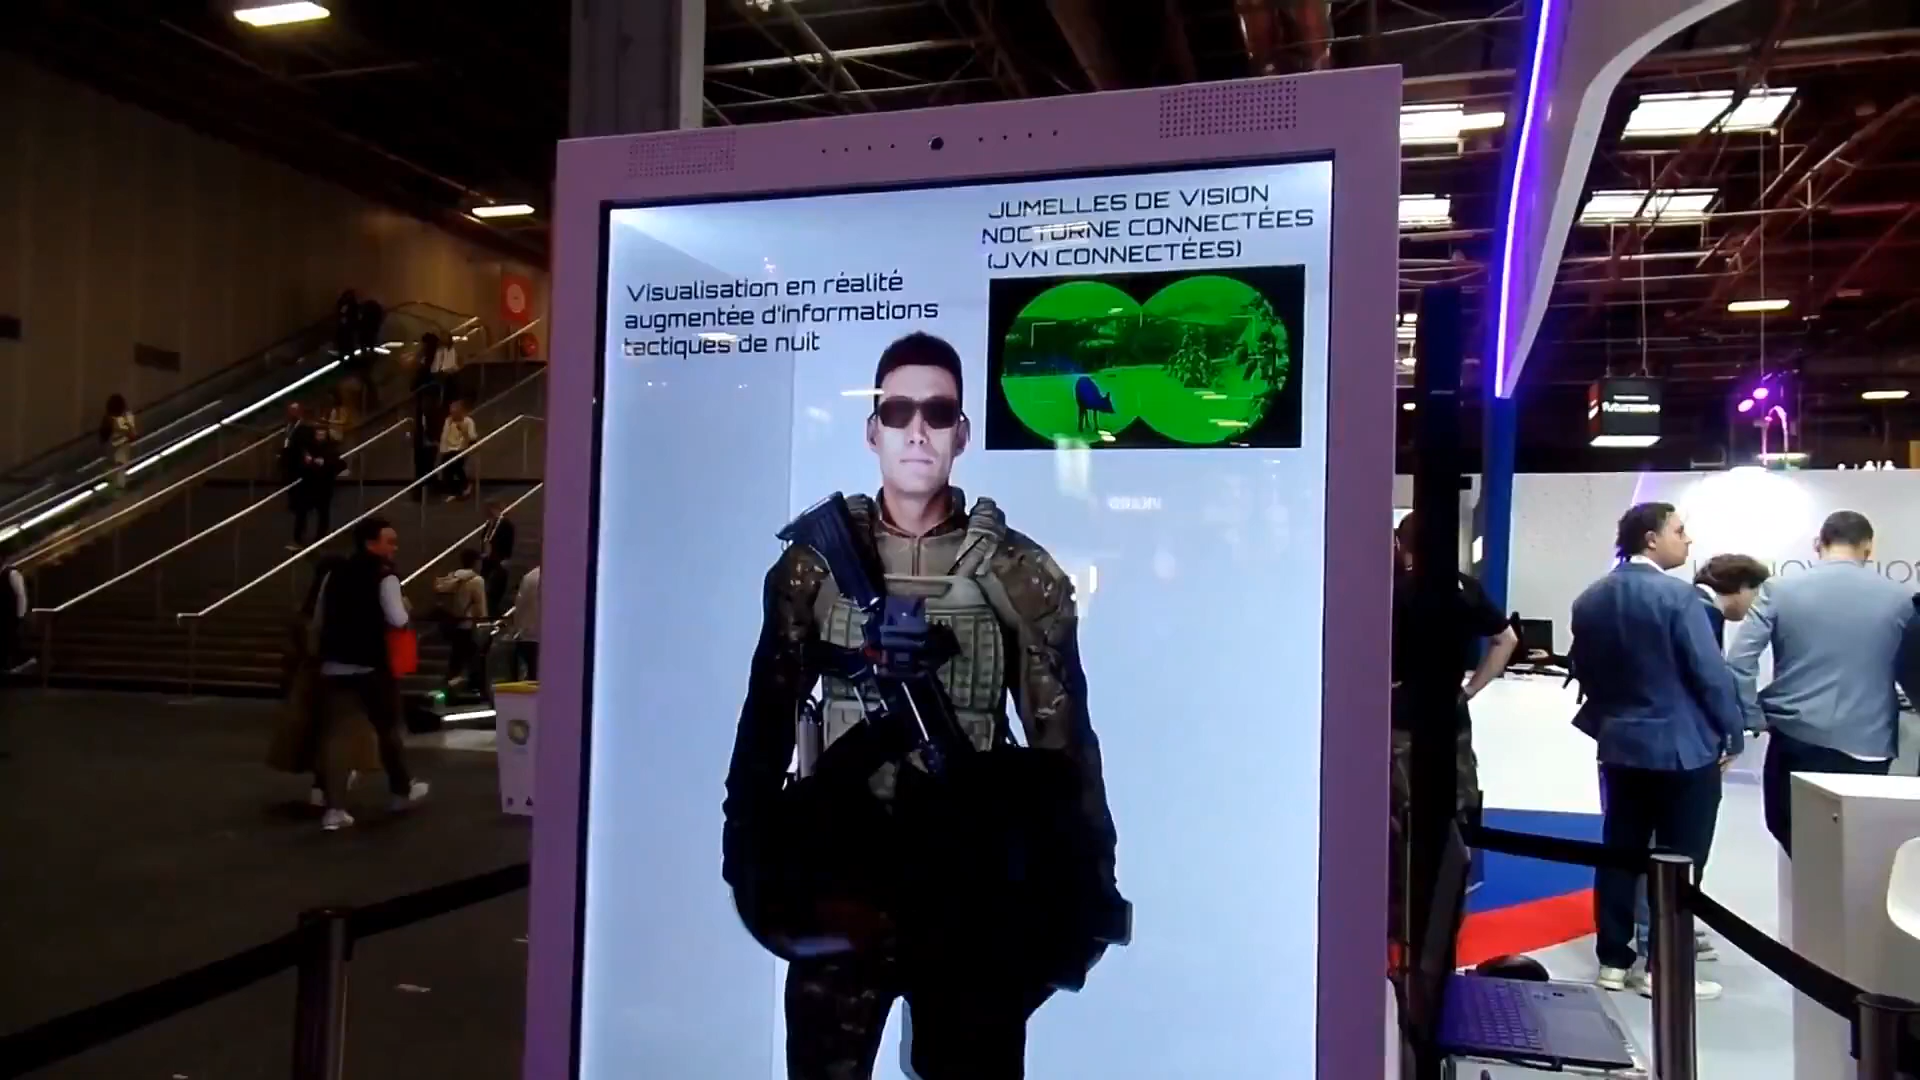 JUMELLES DE VISION
NOCTURNE CONNECTÉES
(JVN CONNECTÉES)
Visualisation en réalité
augmentée d'informations
tactiques de nuit